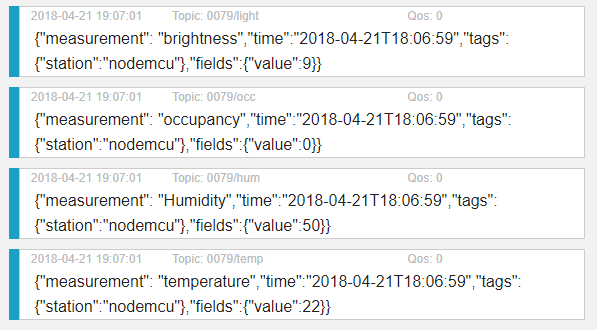 2018-04-21 19:07:01 Topic: 0079/light Qos: 0
{"measurement": "brightness","time":"2018-04-21T18:06:59","tags":
{"station":"nodemcu"},"fields":{"value":9}}
2018-04-21 19:07:01 Topic: 0079/occ Qos: 0
{"measurement": "occupancy","time":"2018-04-21T18:06:59","tags":
{"station":"nodemcu"},"fields":{"value":0}}
2018-04-21 19:07:01 Topic: 0079/hum Qos: 0
{"measurement": "Humidity","time":"2018-04-21T18:06:59","tags":
{"station":"nodemcu"},"fields":{"value":50}}
2018-04-21 19:07:01 Topic: 0079/temp Qos: 0
{"measurement": "temperature","time":"2018-04-21T18:06:59","tags":
{"station":"nodemcu"},"fields":{"value":22}}